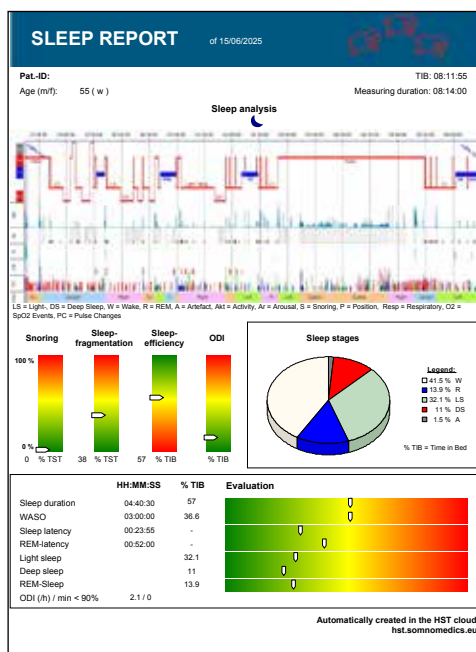 SLEEP REPORT of 15/06/2025
Pat.-ID: TIB: 08:11:55
Age (m/f): 55 ( w ) Measuring duration: 08:14:00
Sleep analysis
LS = Light-, DS = Deep Sleep, W = Wake, R = REM, A = Artefact, Akt = Activity, Ar = Arousal, S = Snoring, P = Position, Resp = Respiratory, O2 =
SpO2 Events, PC = Pulse Changes
Snoring Sleep-fragmentation Sleep-efficiency ODI
100 %
0 %
0 % TST 38 % TST 57 % TIB % TIB
Sleep stages
Legend:
41.5 % W
13.9 % R
32.1 % LS
11 % DS
1.5 % A
% TIB = Time in Bed
HH:MM:SS % TIB Evaluation
Sleep duration 04:40:30 57
WASO 03:00:00 36.6
Sleep latency 00:23:55 -
REM-latency 00:52:00 -
Light sleep 32.1
Deep sleep 11
REM-Sleep 13.9
ODI (/h) / min < 90% 2.1 / 0
Automatically created in the HST cloud
hst.somnomedics.eu